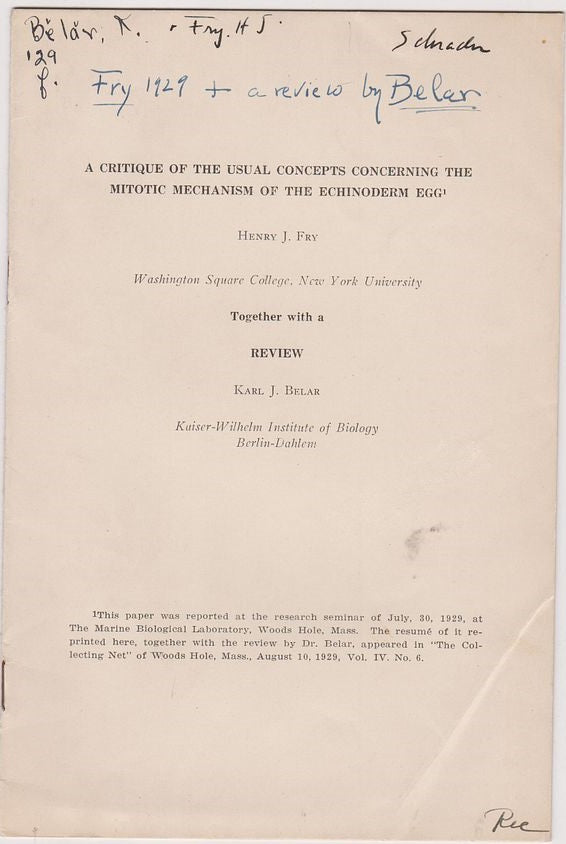 Bělăr, K. + Fry. H J.
'29
f.
Schrader
Fry 1929 + a review by Belar
A CRITIQUE OF THE USUAL CONCEPTS CONCERNING THE
MITOTIC MECHANISM OF THE ECHINODERM EGG¹
HENRY J. FRY
Washington Square College, New York University
Together with a
REVIEW
KARL J. BELAR
Kaiser-Wilhelm Institute of Biology
Berlin-Dahlem
¹This paper was reported at the research seminar of July, 30, 1929, at
The Marine Biological Laboratory, Woods Hole, Mass. The resumé of it re-
printed here, together with the review by Dr. Belar, appeared in "The Col-
lecting Net" of Woods Hole, Mass., August 10, 1929, Vol. IV. No. 6.
Rec